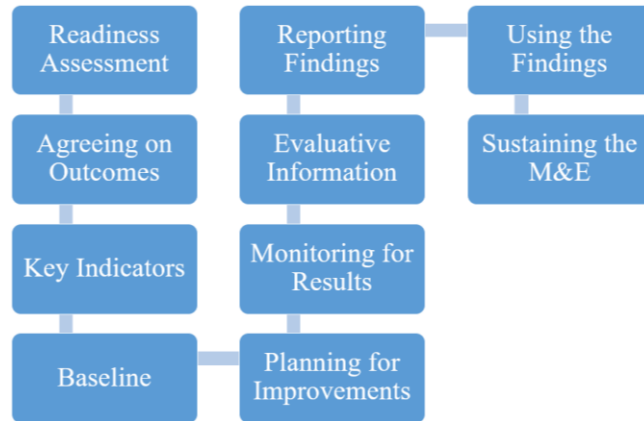 Readiness
Assessment
Agreeing on
Outcomes
Key Indicators
Baseline
Planning for
Improvements
Monitoring for
Results
Evaluative
Information
Reporting
Findings
Using the
Findings
Sustaining the
M&E